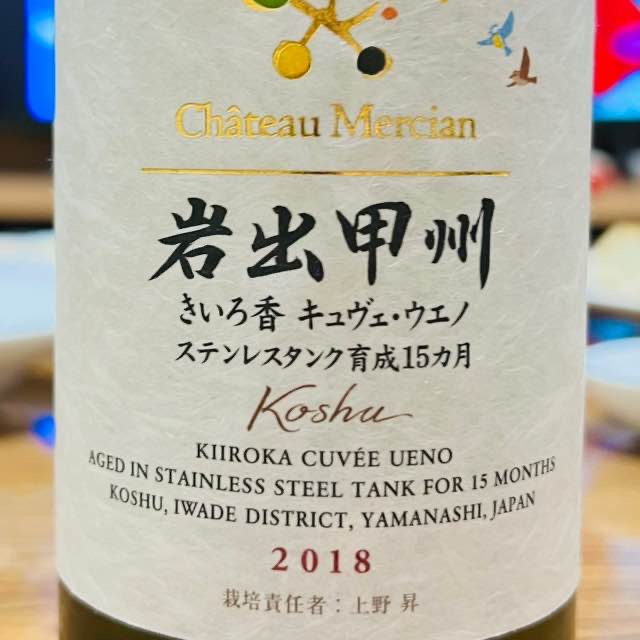 Château Mercian
岩出甲州
きいろ香 キュヴェ・ウエノ
ステンレスタンク育成15カ月
Koshu
KIIROKA CUVÉE UENO
AGED IN STAINLESS STEEL TANK FOR 15 MONTHS
KOSHU, IWADE DISTRICT, YAMANASHI, JAPAN
2018
栽培責任者：上野 昇